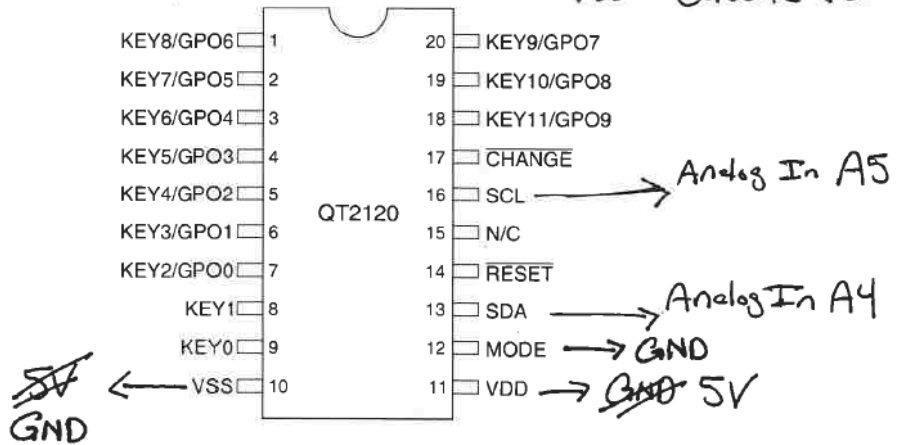 KEY8/GPO6 1 20 KEY9/GPO7
KEY7/GPO5 2 19 KEY10/GPO8
KEY6/GPO4 3 18 KEY11/GPO9
KEY5/GPO3 4 17 CHANGE
KEY4/GPO2 5 16 SCL Analog In A5
QT2120
KEY3/GPO1 6 15 N/C
KEY2/GPO0 7 14 RESET
KEY1 8 13 SDA Analog In A4
KEY0 9 12 MODE GND
5V VSS 10 11 VDD GND 5V
GND